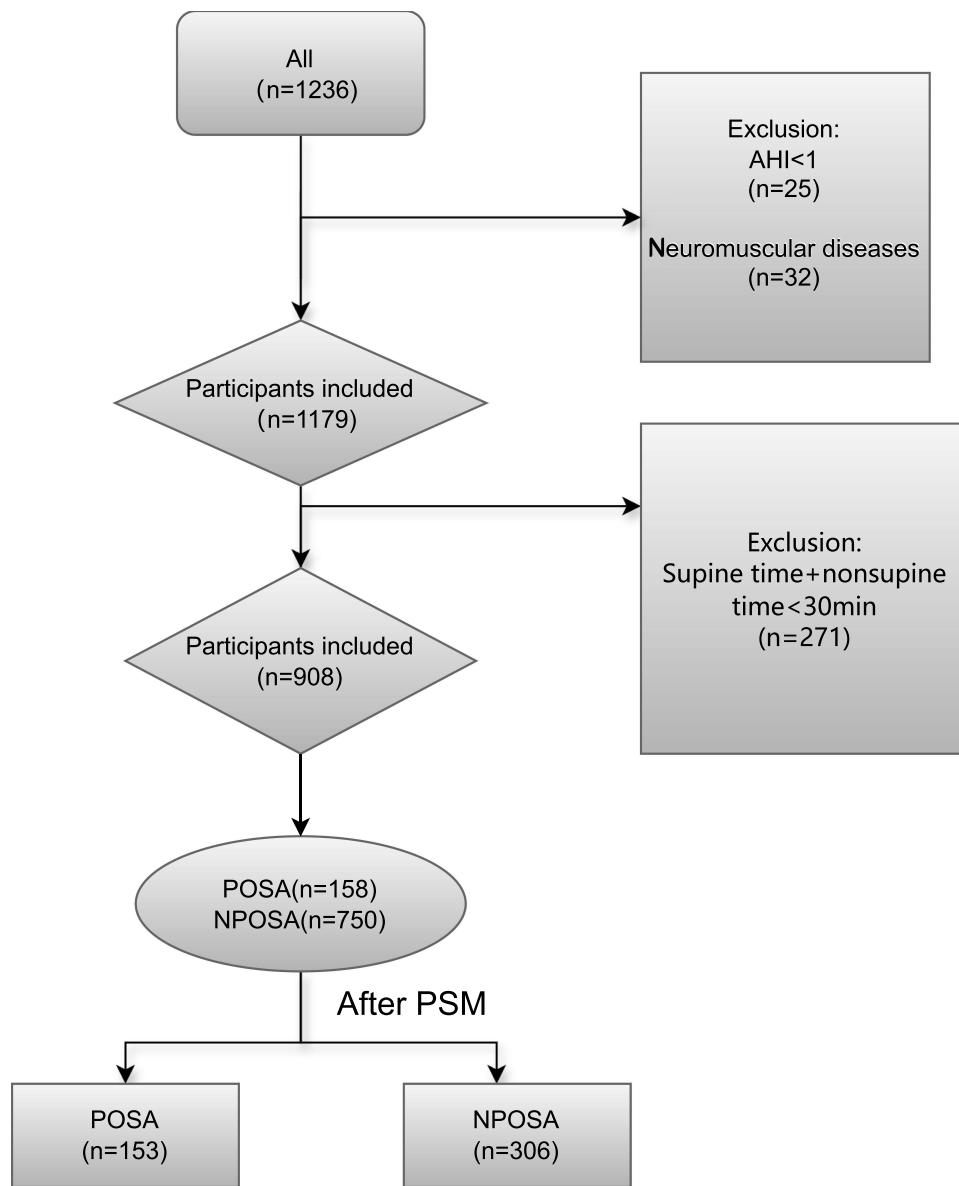 All
(n=1236)
Exclusion:
AHI<1
(n=25)
Neuromuscular diseases
(n=32)
Participants included
(n=1179)
Exclusion:
Supine time+nonsupine
time<30min
(n=271)
Participants included
(n=908)
POSA(n=158)
NPOSA(n=750)
After PSM
POSA
(n=153)
NPOSA
(n=306)